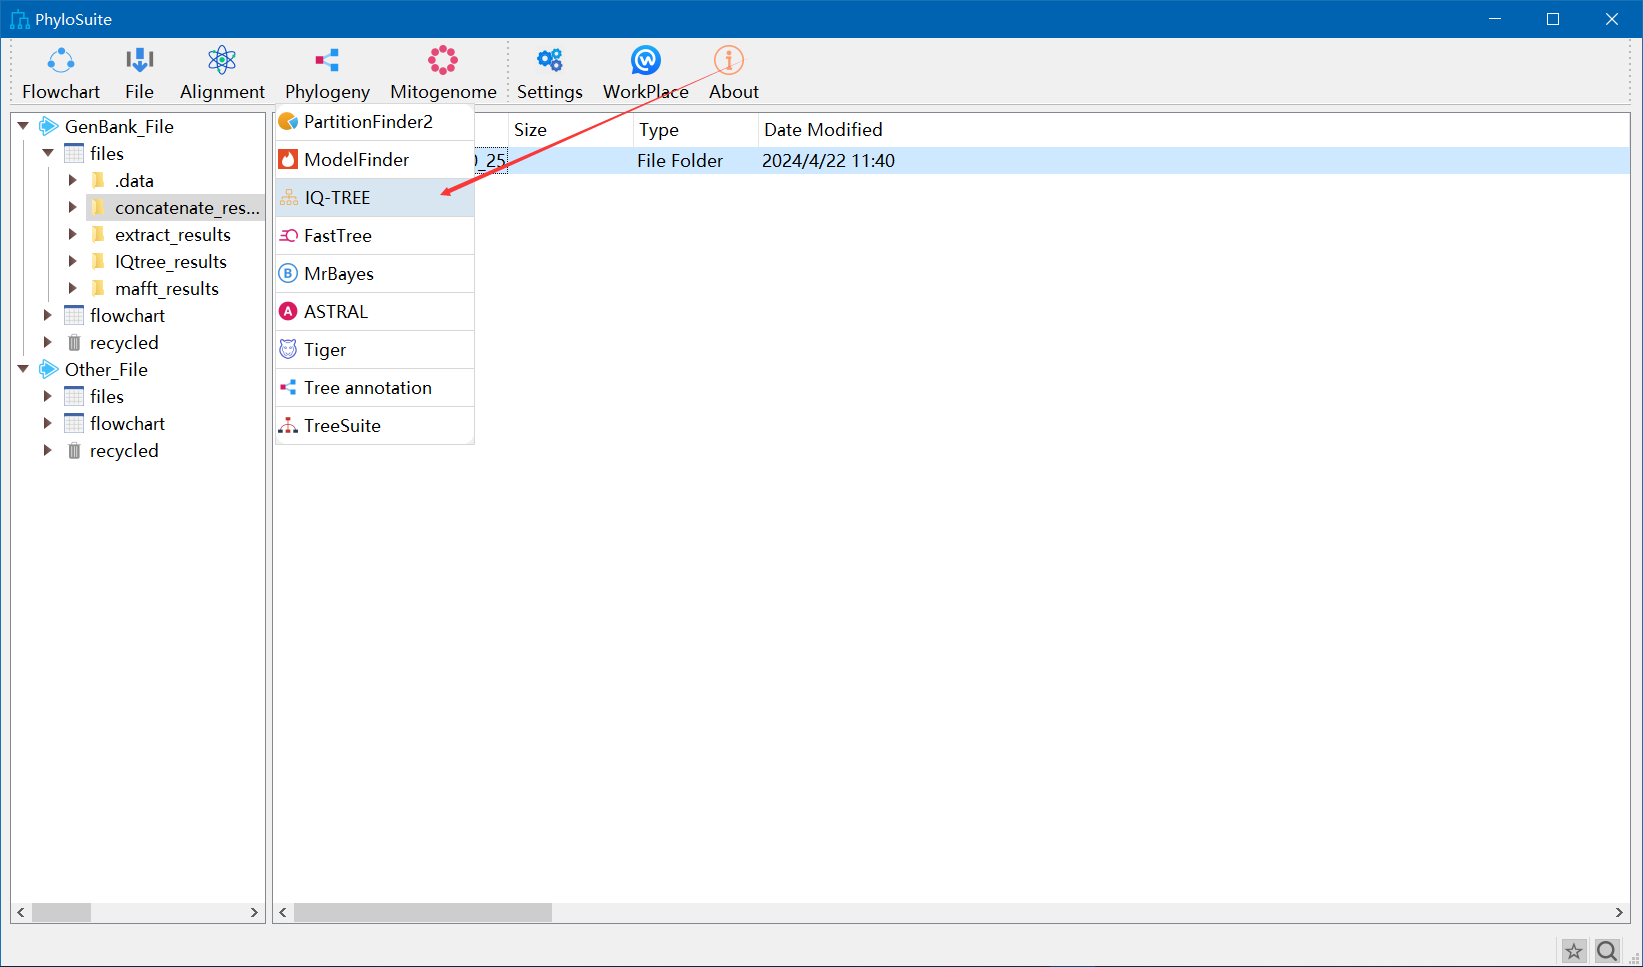 PhyloSuite
Flowchart File Alignment Phylogeny Mitogenome Settings WorkPlace About
GenBank_File
files
.data
concatenate_res...
extract_results
IQtree_results
mafft_results
flowchart
recycled
Other_File
files
flowchart
recycled
PartitionFinder2
ModelFinder
IQ-TREE
FastTree
MrBayes
ASTRAL
Tiger
Tree annotation
TreeSuite
Size Type Date Modified
_25 File Folder 2024/4/22 11:40